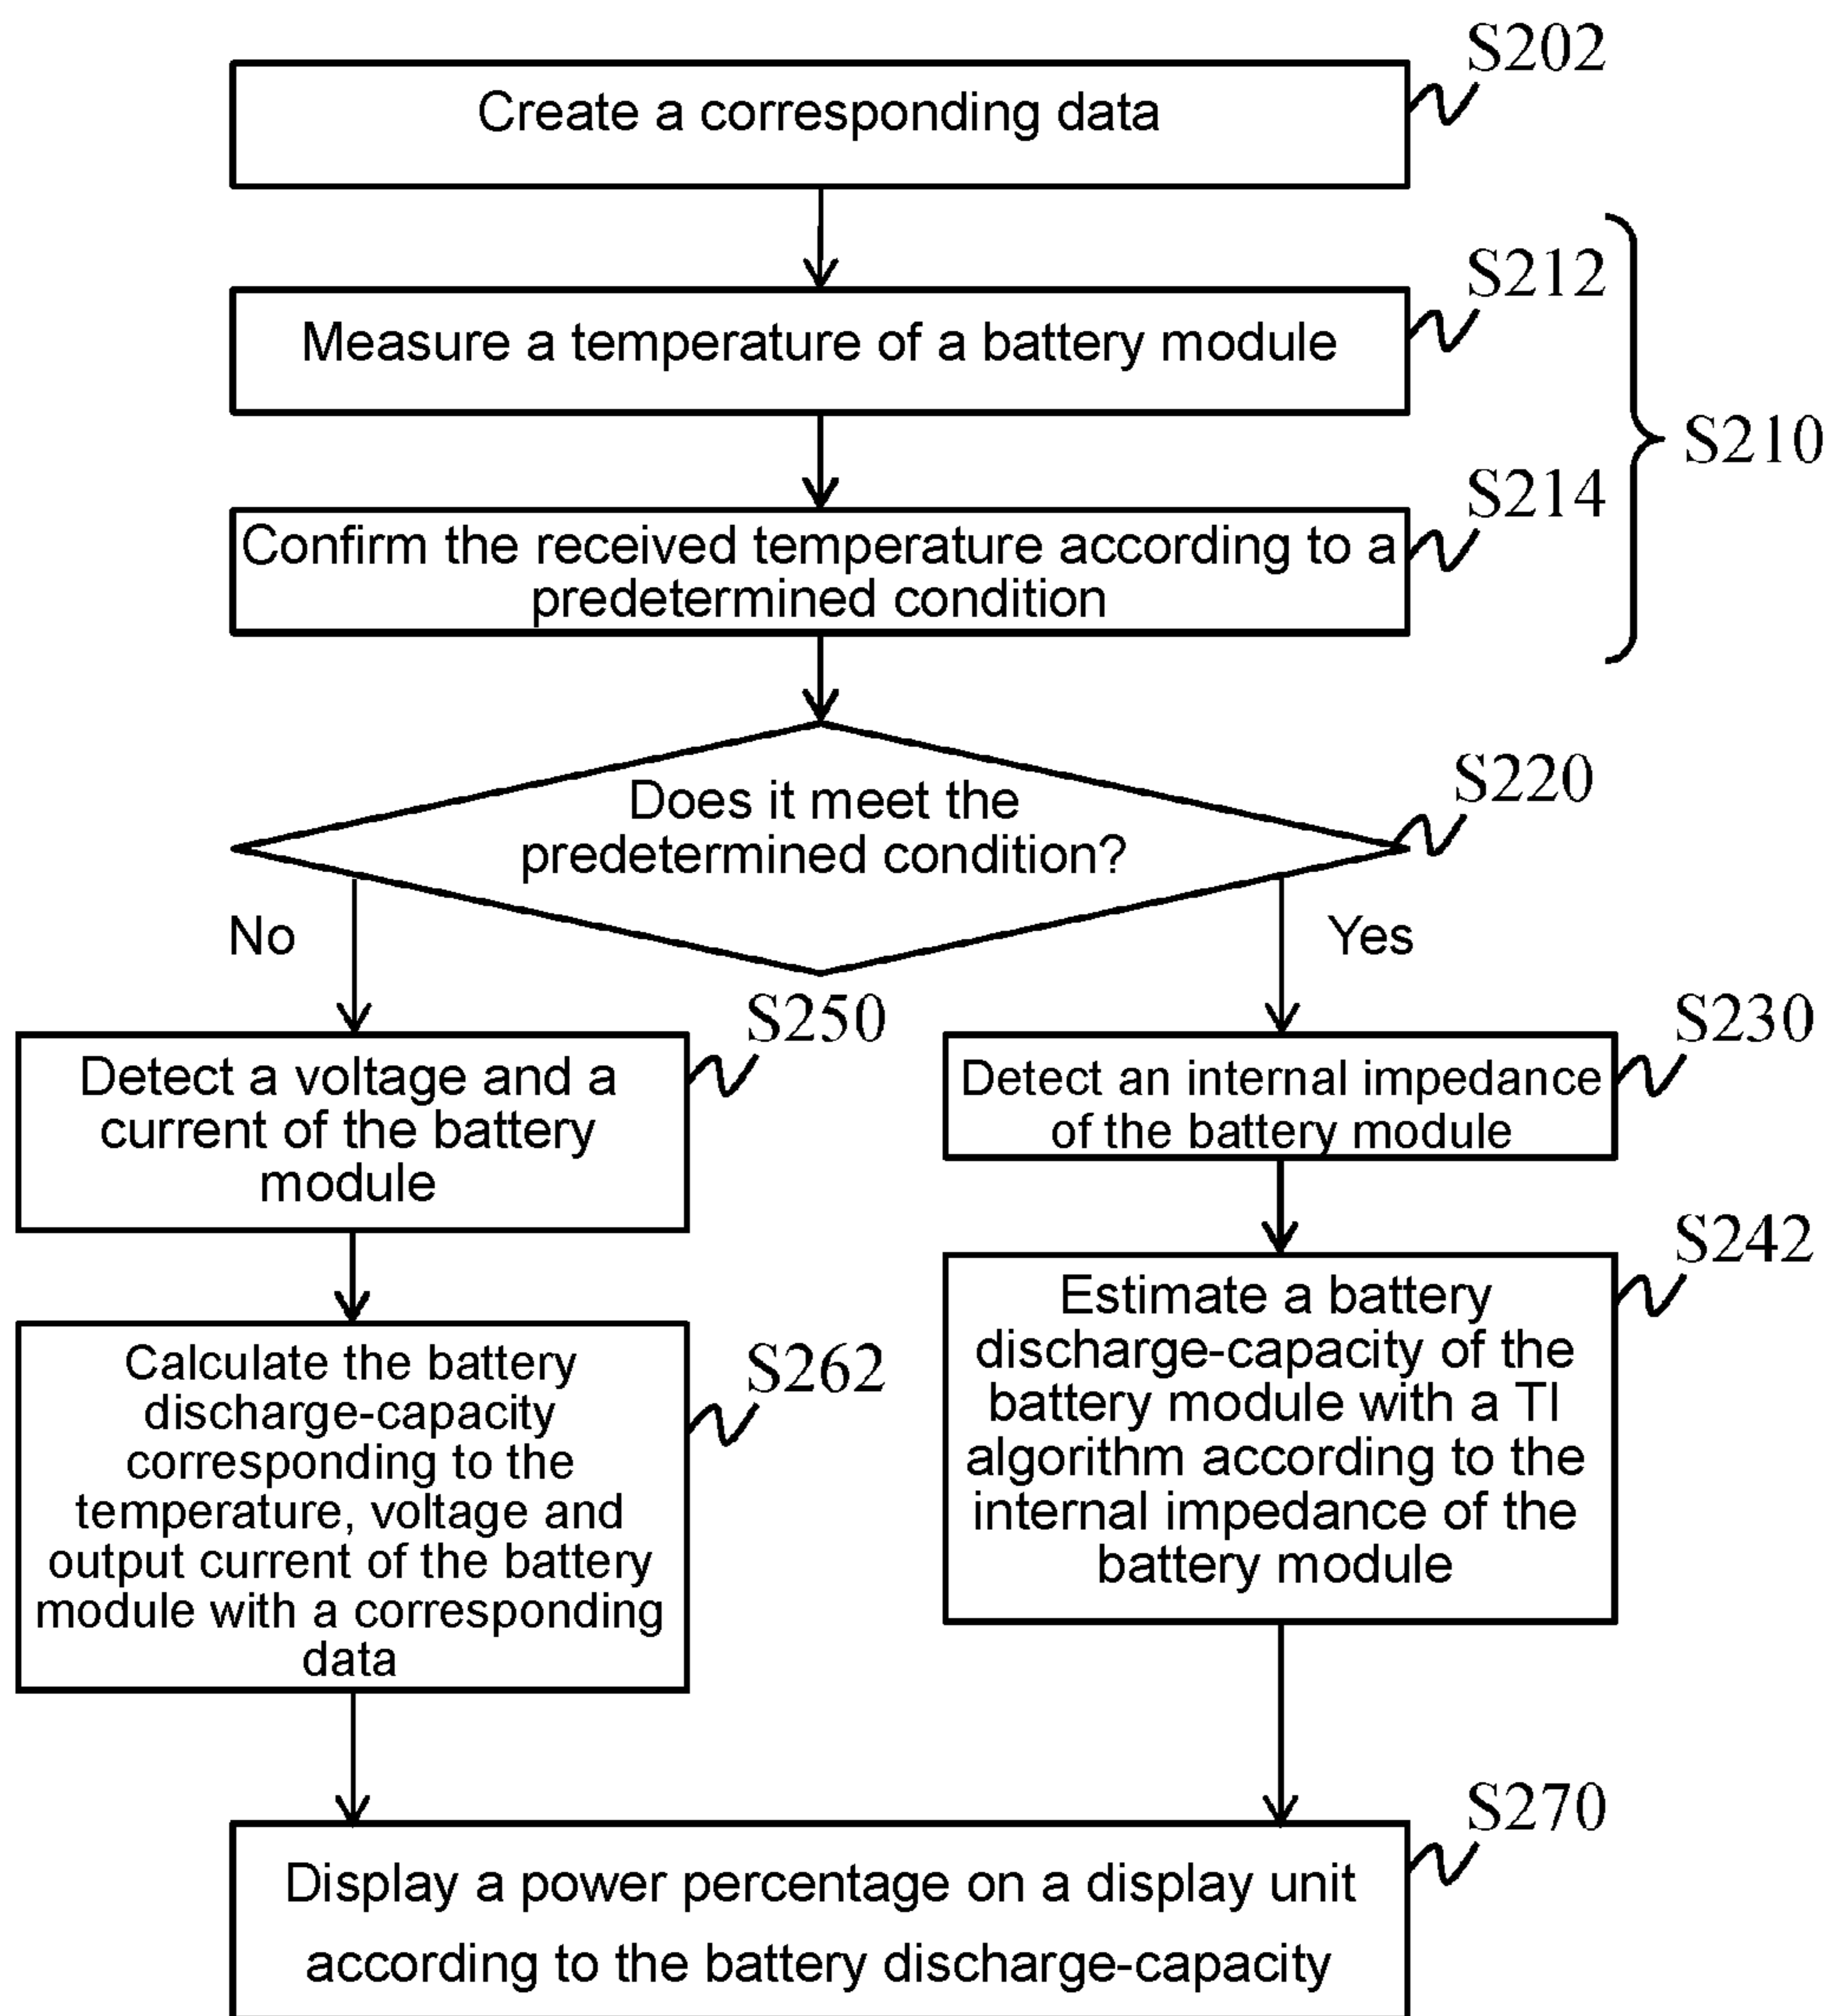 S202
Create a corresponding data
S212
Measure a temperature of a battery module
S210
S214
Confirm the received temperature according to a
predetermined condition
S220
Does it meet the
predetermined condition?
No
Yes
S250
Detect a voltage and a
current of the battery
module
S230
Detect an internal impedance
of the battery module
S262
Calculate the battery
discharge-capacity
corresponding to the
temperature, voltage and
output current of the battery
module with a corresponding
data
S242
Estimate a battery
discharge-capacity of the
battery module with a TI
algorithm according to the
internal impedance of the
battery module
S270
Display a power percentage on a display unit
according to the battery discharge-capacity